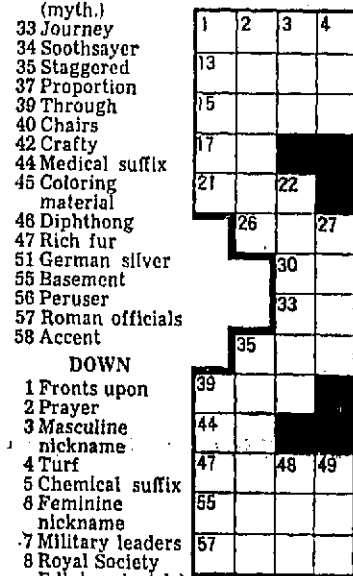 (myth.)
33 Journey
34 Soothsayer
35 Staggered
37 Proportion
39 Through
40 Chairs
42 Crafty
44 Medical suffix
45 Coloring
material
46 Diphthong
47 Rich fur
51 German silver
55 Basement
56 Peruser
57 Roman officials
58 Accent
DOWN
1 Fronts upon
2 Prayer
3 Masculine
nickname
4 Turf
5 Chemical suffix
6 Feminine
nickname
7 Military leaders
8 Royal Society
1 2 3 4
13
15
17
21 22
26 27
30
33
35
39
44
47 48 49
55
57